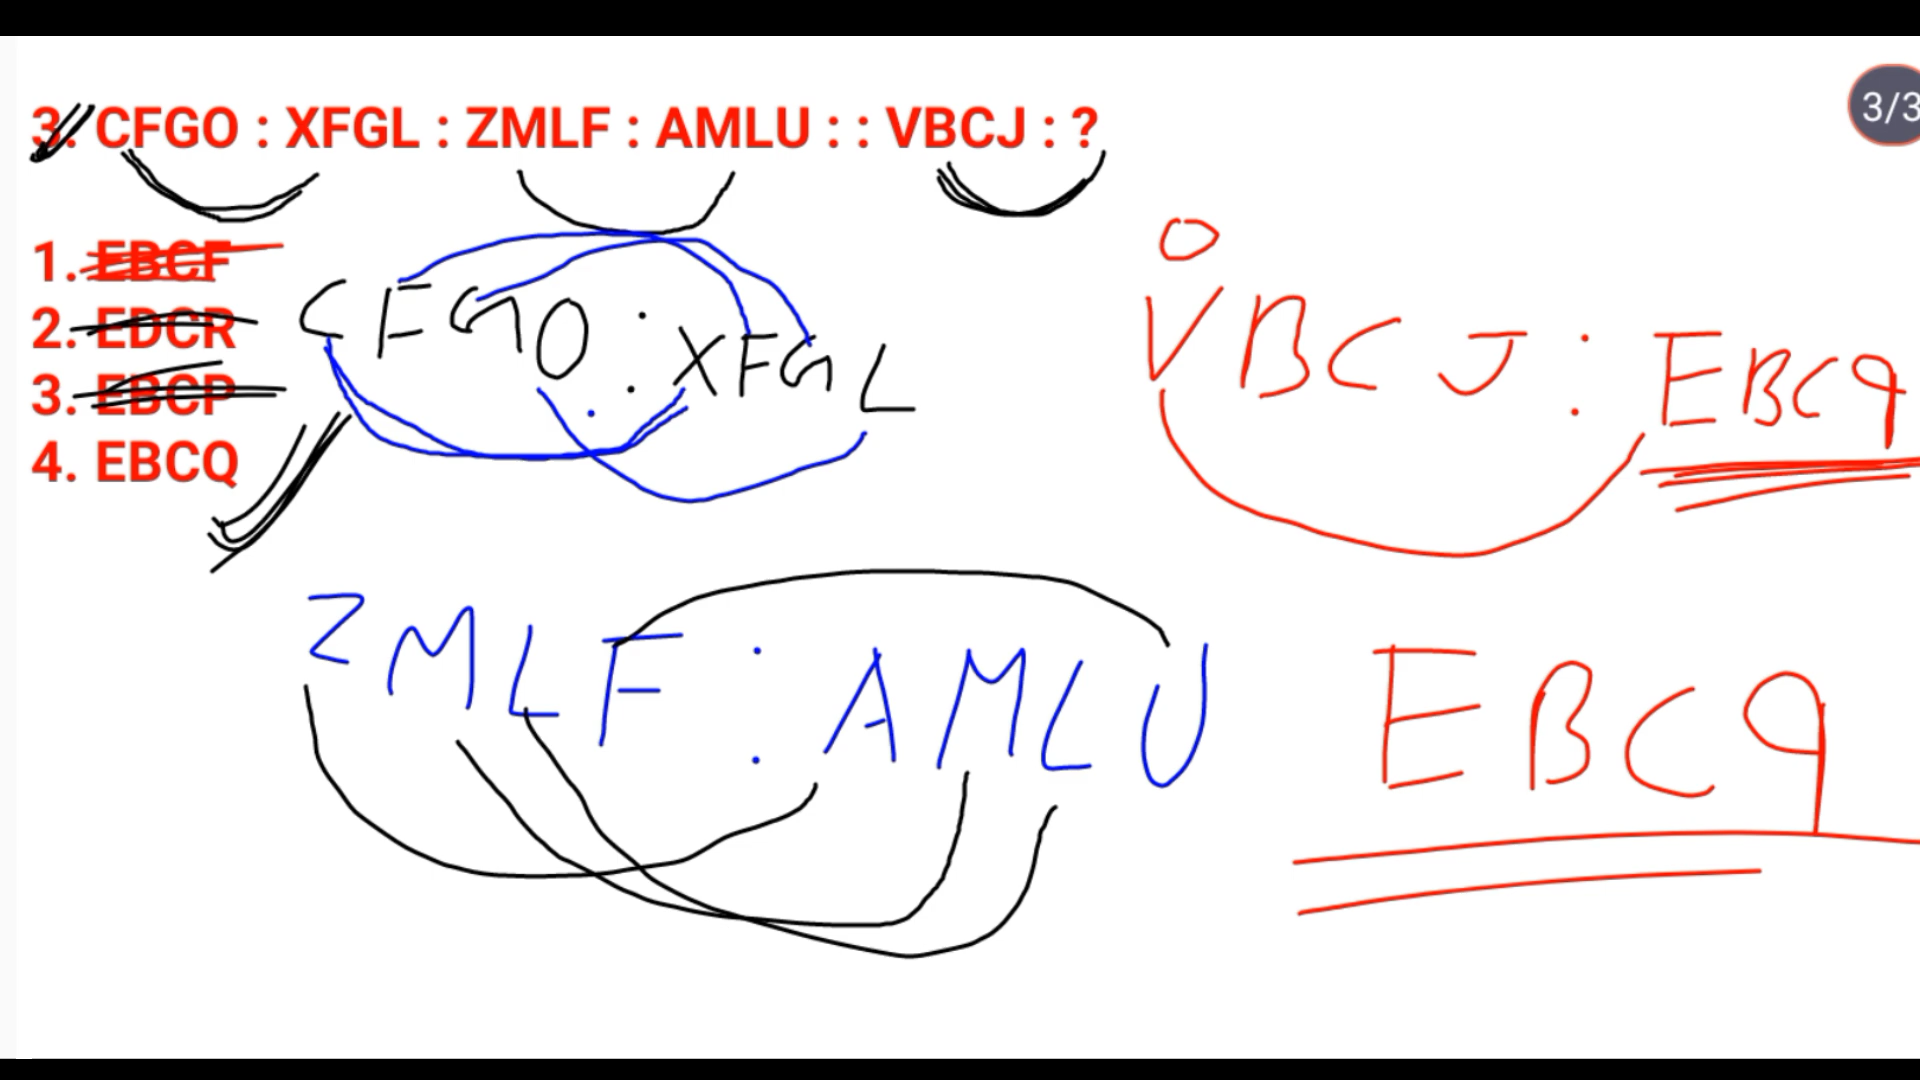 3. CFGO : XFGL : ZMLF : AMLU : : VBCJ : ?
3/3
1. EBCF
2. EDCR
3. EBCP
4. EBCQ
CFGO : XFGL
O
VBCJ : EBCq
ZMLF : AMLU
EBCq